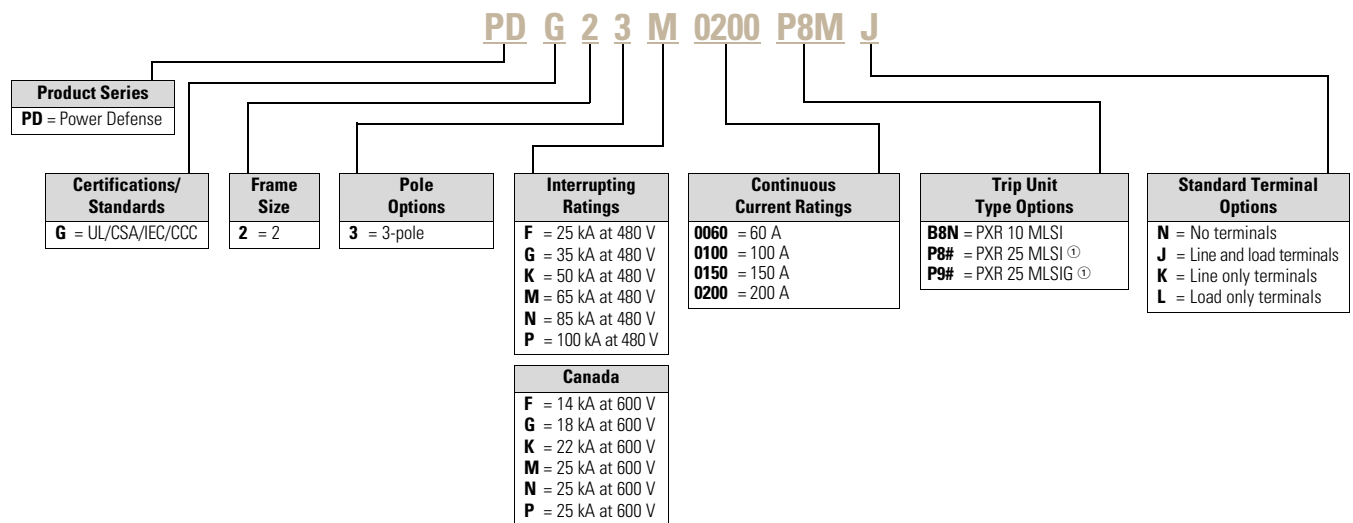 PD G 2 3 M 0200 P8M J
Product Series
PD = Power Defense
Certifications/
Standards
G = UL/CSA/IEC/CCC
Frame
Size
2 = 2
Pole
Options
3 = 3-pole
Interrupting
Ratings
F = 25 kA at 480 V
G = 35 kA at 480 V
K = 50 kA at 480 V
M = 65 kA at 480 V
N = 85 kA at 480 V
P = 100 kA at 480 V
Canada
F = 14 kA at 600 V
G = 18 kA at 600 V
K = 22 kA at 600 V
M = 25 kA at 600 V
N = 25 kA at 600 V
P = 25 kA at 600 V
Continuous
Current Ratings
0060 = 60 A
0100 = 100 A
0150 = 150 A
0200 = 200 A
Trip Unit
Type Options
B8N = PXR 10 MLSI
P8# = PXR 25 MLSI ①
P9# = PXR 25 MLSIG ①
Standard Terminal
Options
N = No terminals
J = Line and load terminals
K = Line only terminals
L = Load only terminals